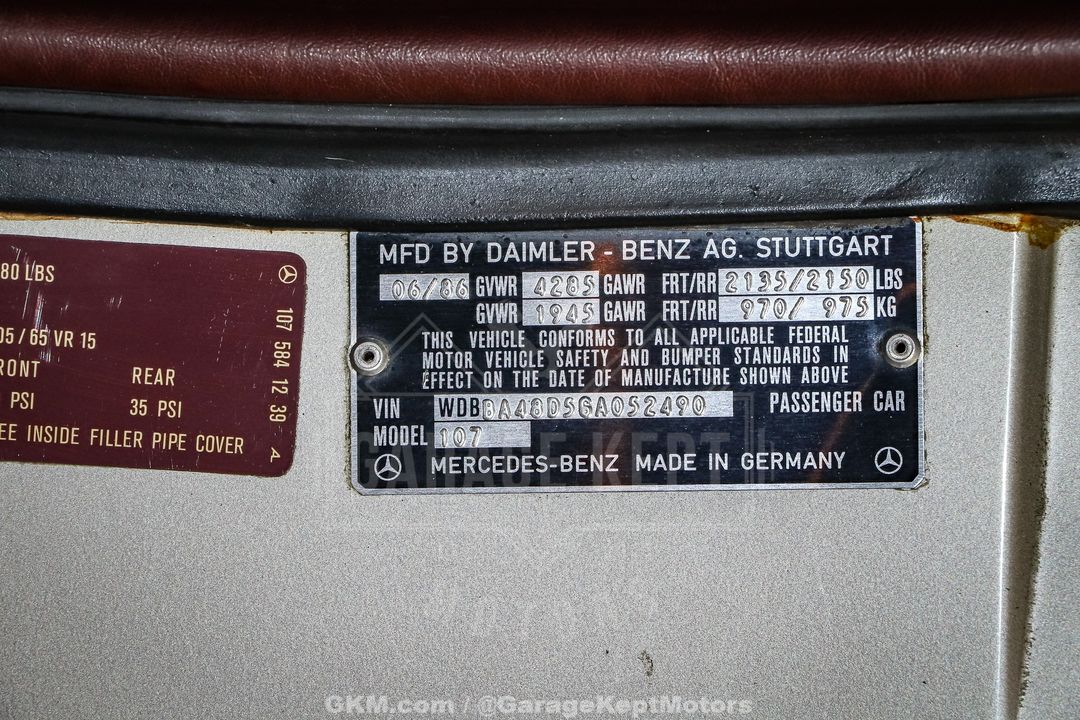 80 LBS
05/65 VR 15
RONT REAR
PSI 35 PSI
EE INSIDE FILLER PIPE COVER
107 584 12 39 A
MFD BY DAIMLER - BENZ AG. STUTTGART
06/86 GVWR 4285 GAWR FRT/RR 2135/2150 LBS
GVWR 1945 GAWR FRT/RR 970/ 975 KG
THIS VEHICLE CONFORMS TO ALL APPLICABLE FEDERAL
MOTOR VEHICLE SAFETY AND BUMPER STANDARDS IN
EFFECT ON THE DATE OF MANUFACTURE SHOWN ABOVE
VIN WDBBA48D5GA052490 PASSENGER CAR
MODEL 107
MERCEDES-BENZ MADE IN GERMANY
GARAGE KEPT
MOTORS
GKM.com / @GarageKeptMotors